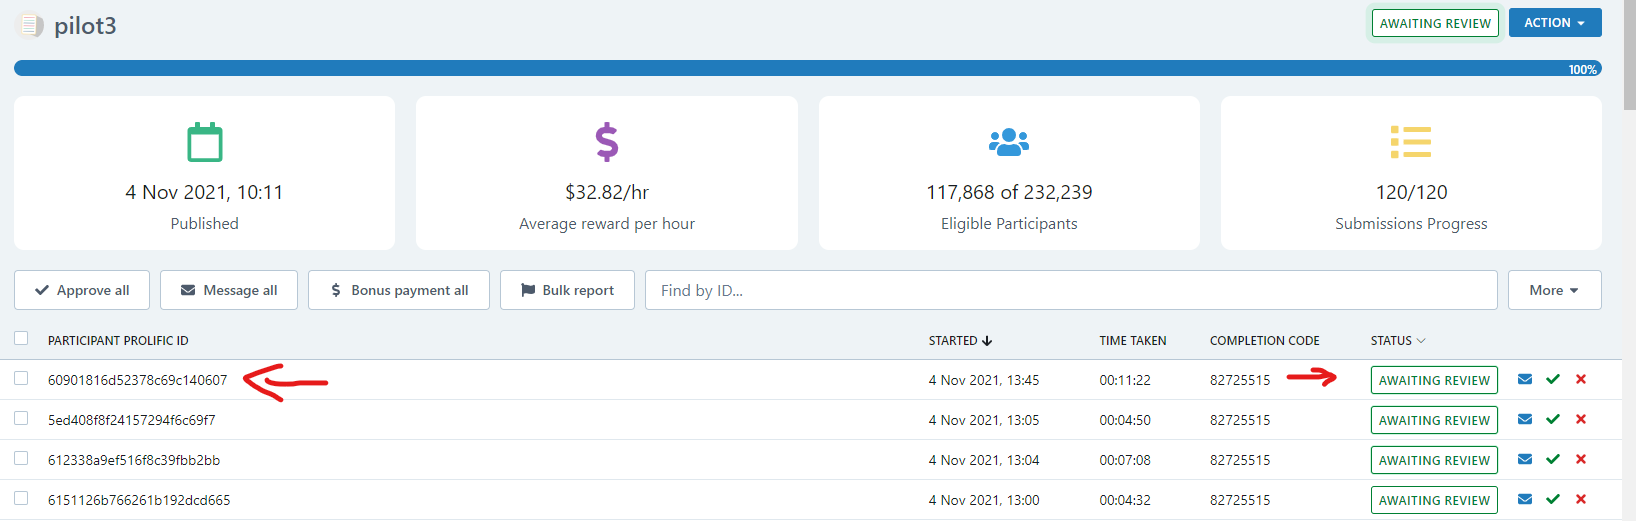 pilot3
AWAITING REVIEW
ACTION
100%
4 Nov 2021, 10:11
Published
$32.82/hr
Average reward per hour
117,868 of 232,239
Eligible Participants
120/120
Submissions Progress
Approve all
Message all
Bonus payment all
Bulk report
Find by ID...
More
PARTICIPANT PROLIFIC ID STARTED TIME TAKEN COMPLETION CODE STATUS
60901816d52378c69c140607 4 Nov 2021, 13:45 00:11:22 82725515 AWAITING REVIEW
5ed408f8f24157294f6c69f7 4 Nov 2021, 13:05 00:04:50 82725515 AWAITING REVIEW
612338a9ef516f8c39fbb2bb 4 Nov 2021, 13:04 00:07:08 82725515 AWAITING REVIEW
6151126b766261b192dcd665 4 Nov 2021, 13:00 00:04:32 82725515 AWAITING REVIEW